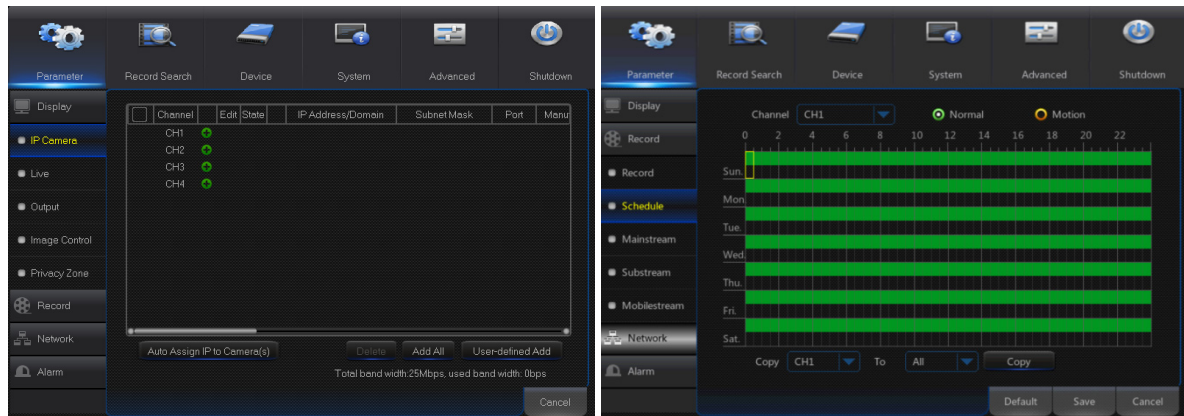 Parameter Record Search Device System Advanced Shutdown
Display
IP Camera
Live
Output
Image Control
Privacy Zone
Record
Network
Alarm
Channel Edit State IP Address/Domain Subnet Mask Port Manu
CH1
CH2
CH3
CH4
Auto Assign IP to Camera(s) Delete Add All User-defined Add
Total band width:25Mbps, used band width: 0bps
Cancel
Parameter Record Search Device System Advanced Shutdown
Display
Record
Record
Schedule
Mainstream
Substream
Mobilestream
Network
Alarm
Channel CH1 Normal Motion
0 2 4 6 8 10 12 14 16 18 20 22
Sun.
Mon
Tue.
Wed.
Thu.
Fri.
Sat.
Copy CH1 To All Copy
Default Save Cancel